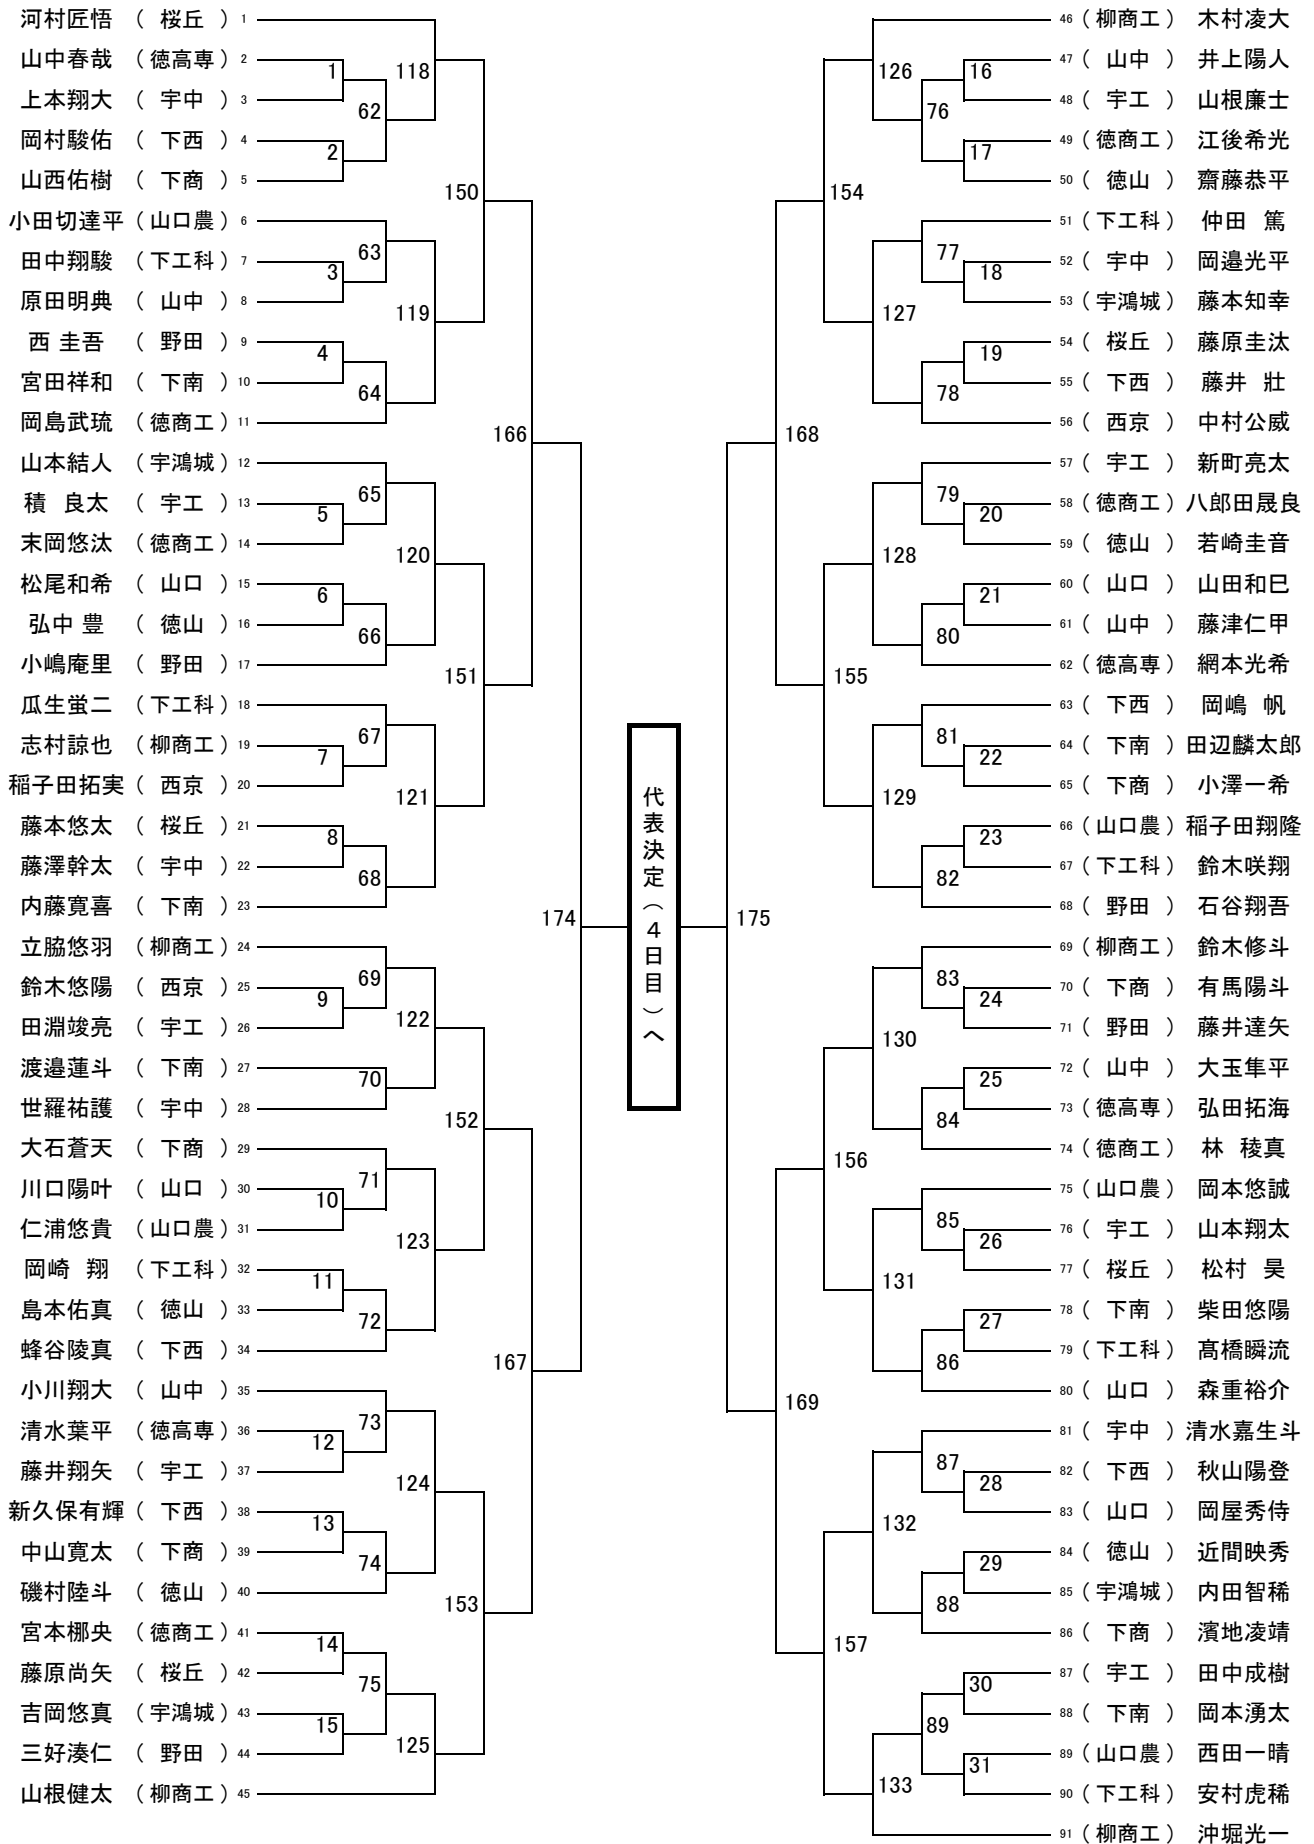 河村匠悟 （ 桜丘 ）1
山中春哉 （徳高専）2
上本翔大 （ 宇中 ）3
岡村駿佑 （ 下西 ）4
山西佑樹 （ 下商 ）5
小田切達平（山口農）6
田中翔駿 （下工科）7
原田明典 （ 山中 ）8
西 圭吾 （ 野田 ）9
宮田祥和 （ 下南 ）10
岡島武琉 （徳商工）11
山本結人 （宇鴻城）12
積 良太 （ 宇工 ）13
末岡悠汰 （徳商工）14
松尾和希 （ 山口 ）15
弘中 豊 （ 徳山 ）16
小嶋庵里 （ 野田 ）17
瓜生蛍二 （下工科）18
志村諒也 （柳商工）19
稲子田拓実（ 西京 ）20
藤本悠太 （ 桜丘 ）21
藤澤幹太 （ 宇中 ）22
内藤寛喜 （ 下南 ）23
立脇悠羽 （柳商工）24
鈴木悠陽 （ 西京 ）25
田淵竣亮 （ 宇工 ）26
渡邉蓮斗 （ 下南 ）27
世羅祐護 （ 宇中 ）28
大石蒼天 （ 下商 ）29
川口陽叶 （ 山口 ）30
仁浦悠貴 （山口農）31
岡崎 翔 （下工科）32
島本佑真 （ 徳山 ）33
蜂谷陵真 （ 下西 ）34
小川翔大 （ 山中 ）35
清水葉平 （徳高専）36
藤井翔矢 （ 宇工 ）37
新久保有輝（ 下西 ）38
中山寛太 （ 下商 ）39
磯村陸斗 （ 徳山 ）40
宮本梛央 （徳商工）41
藤原尚矢 （ 桜丘 ）42
吉岡悠真 （宇鴻城）43
三好湊仁 （ 野田 ）44
山根健太 （柳商工）45
1
2
3
4
5
6
7
8
9
10
11
12
13
14
15
62
63
64
65
66
67
68
69
70
71
72
73
74
75
118
119
120
121
122
123
124
125
150
151
152
153
166
167
174
代表決定（４日目）へ
175
168
169
154
155
156
157
126
127
128
129
130
131
132
133
76
77
78
79
80
81
82
83
84
85
86
87
88
89
16
17
18
19
20
21
22
23
24
25
26
27
28
29
30
31
46（柳商工） 木村凌大
47（ 山中 ） 井上陽人
48（ 宇工 ） 山根廉士
49（徳商工） 江後希光
50（ 徳山 ） 齋藤恭平
51（下工科） 仲田 篤
52（ 宇中 ） 岡邉光平
53（宇鴻城） 藤本知幸
54（ 桜丘 ） 藤原圭汰
55（ 下西 ） 藤井 壯
56（ 西京 ） 中村公威
57（ 宇工 ） 新町亮太
58（徳商工）八郎田晟良
59（ 徳山 ） 若崎圭音
60（ 山口 ） 山田和巳
61（ 山中 ） 藤津仁甲
62（徳高専） 網本光希
63（ 下西 ） 岡嶋 帆
64（ 下南 ）田辺麟太郎
65（ 下商 ） 小澤一希
66（山口農）稲子田翔隆
67（下工科） 鈴木咲翔
68（ 野田 ） 石谷翔吾
69（柳商工） 鈴木修斗
70（ 下商 ） 有馬陽斗
71（ 野田 ） 藤井達矢
72（ 山中 ） 大玉隼平
73（徳高専） 弘田拓海
74（徳商工） 林 稜真
75（山口農） 岡本悠誠
76（ 宇工 ） 山本翔太
77（ 桜丘 ） 松村 昊
78（ 下南 ） 柴田悠陽
79（下工科） 髙橋瞬流
80（ 山口 ） 森重裕介
81（ 宇中 ）清水嘉生斗
82（ 下西 ） 秋山陽登
83（ 山口 ） 岡屋秀侍
84（ 徳山 ） 近間映秀
85（宇鴻城） 内田智稀
86（ 下商 ） 濱地凌靖
87（ 宇工 ） 田中成樹
88（ 下南 ） 岡本湧太
89（山口農） 西田一晴
90（下工科） 安村虎稀
91（柳商工） 沖堀光一